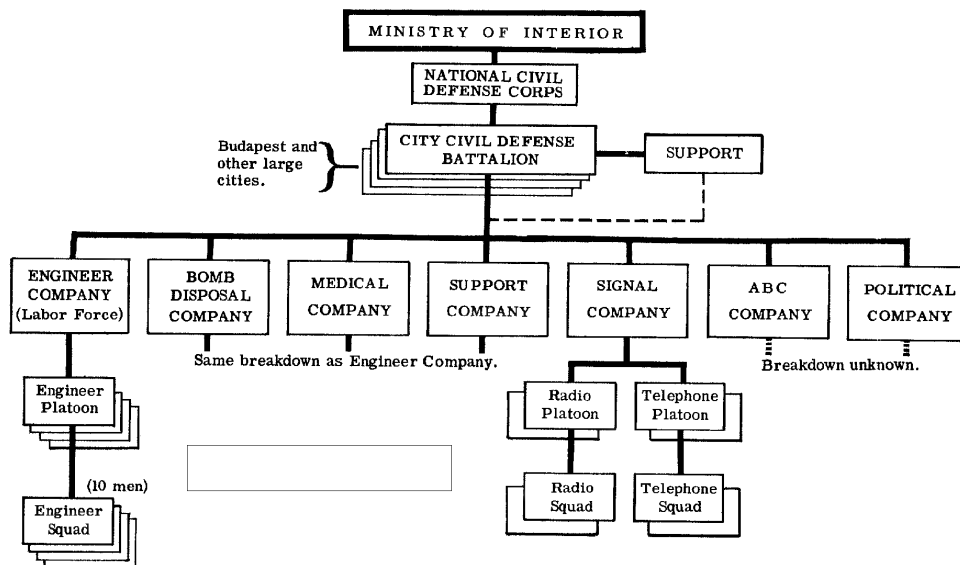 MINISTRY OF INTERIOR
NATIONAL CIVIL
DEFENSE CORPS
Budapest and
other large
cities.
CITY CIVIL DEFENSE
BATTALION
SUPPORT
ENGINEER
COMPANY
(Labor Force)
BOMB
DISPOSAL
COMPANY
MEDICAL
COMPANY
SUPPORT
COMPANY
SIGNAL
COMPANY
ABC
COMPANY
POLITICAL
COMPANY
Same breakdown as Engineer Company.
Breakdown unknown.
Engineer
Platoon
Radio
Platoon
Telephone
Platoon
(10 men)
Engineer
Squad
Radio
Squad
Telephone
Squad